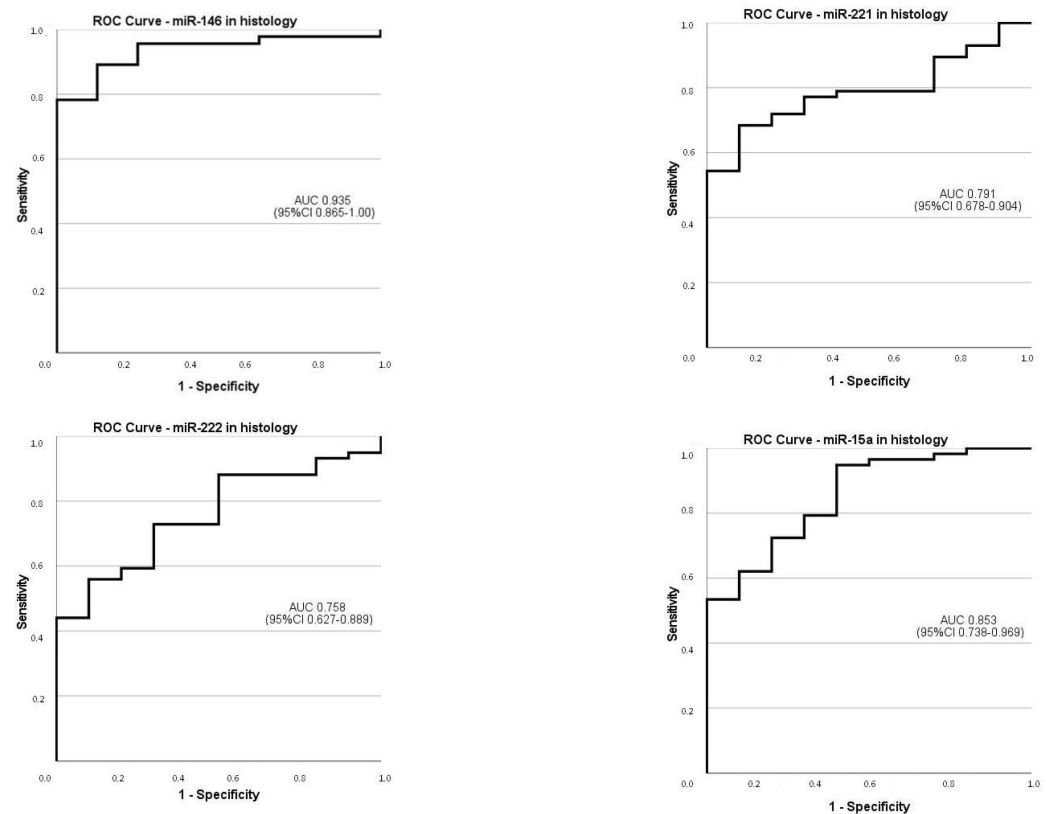 ROC Curve - miR-146 in histology
1.0
0.8
0.6
0.4
0.2
0.0
0.2
0.4
0.6
0.8
1.0
Sensitivity
1 - Specificity
AUC 0.935
(95%CI 0.865-1.00)
ROC Curve - miR-221 in histology
1.0
0.8
0.6
0.4
0.2
0.0
0.2
0.4
0.6
0.8
1.0
Sensitivity
1 - Specificity
AUC 0.791
(95%CI 0.678-0.904)
ROC Curve - miR-222 in histology
1.0
0.8
0.6
0.4
0.2
0.0
0.2
0.4
0.6
0.8
1.0
Sensitivity
1 - Specificity
AUC 0.758
(95%CI 0.627-0.889)
ROC Curve - miR-15a in histology
1.0
0.8
0.6
0.4
0.2
0.0
0.2
0.4
0.6
0.8
1.0
Sensitivity
1 - Specificity
AUC 0.853
(95%CI 0.738-0.969)